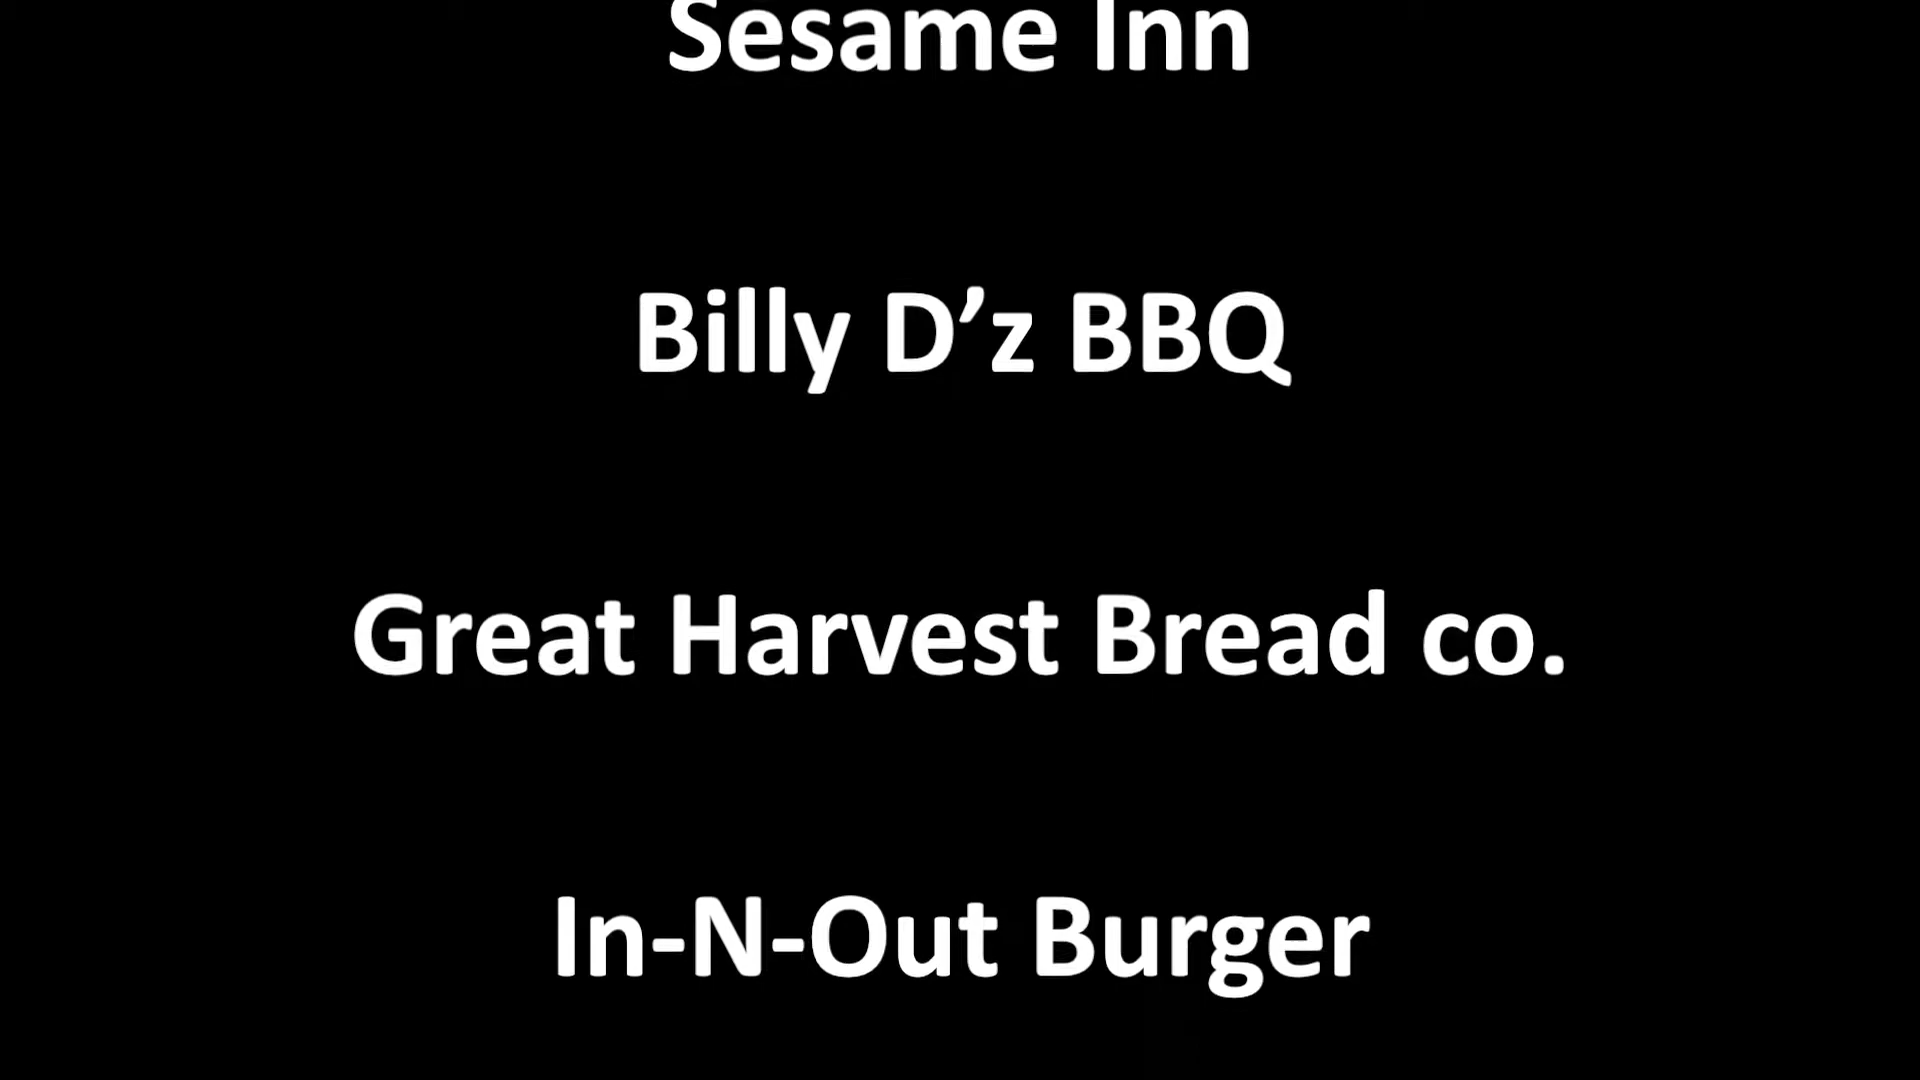 Sesame Inn
Billy D’z BBQ
Great Harvest Bread co.
In-N-Out Burger